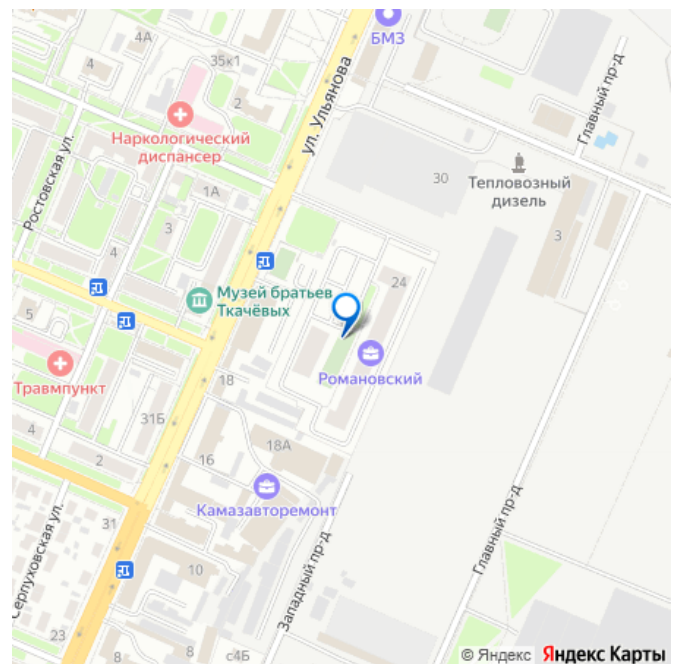 БМЗ
4А
4
35к1
2
ул. Ульянова
Главный пр-д
Наркологический
диспансер
Ростовская ул.
30
Тепловозный
дизель
1А
3
3
4
24
Музей братьев
Ткачёвых
5
Травмпункт
Романовский
18
31Б
4
2
16
18А
Камазавторемонт
Серпуховская ул.
31
Западный пр-д
Главный пр-д
10
23
8
8
с4Б
© Яндекс Яндекс Карты